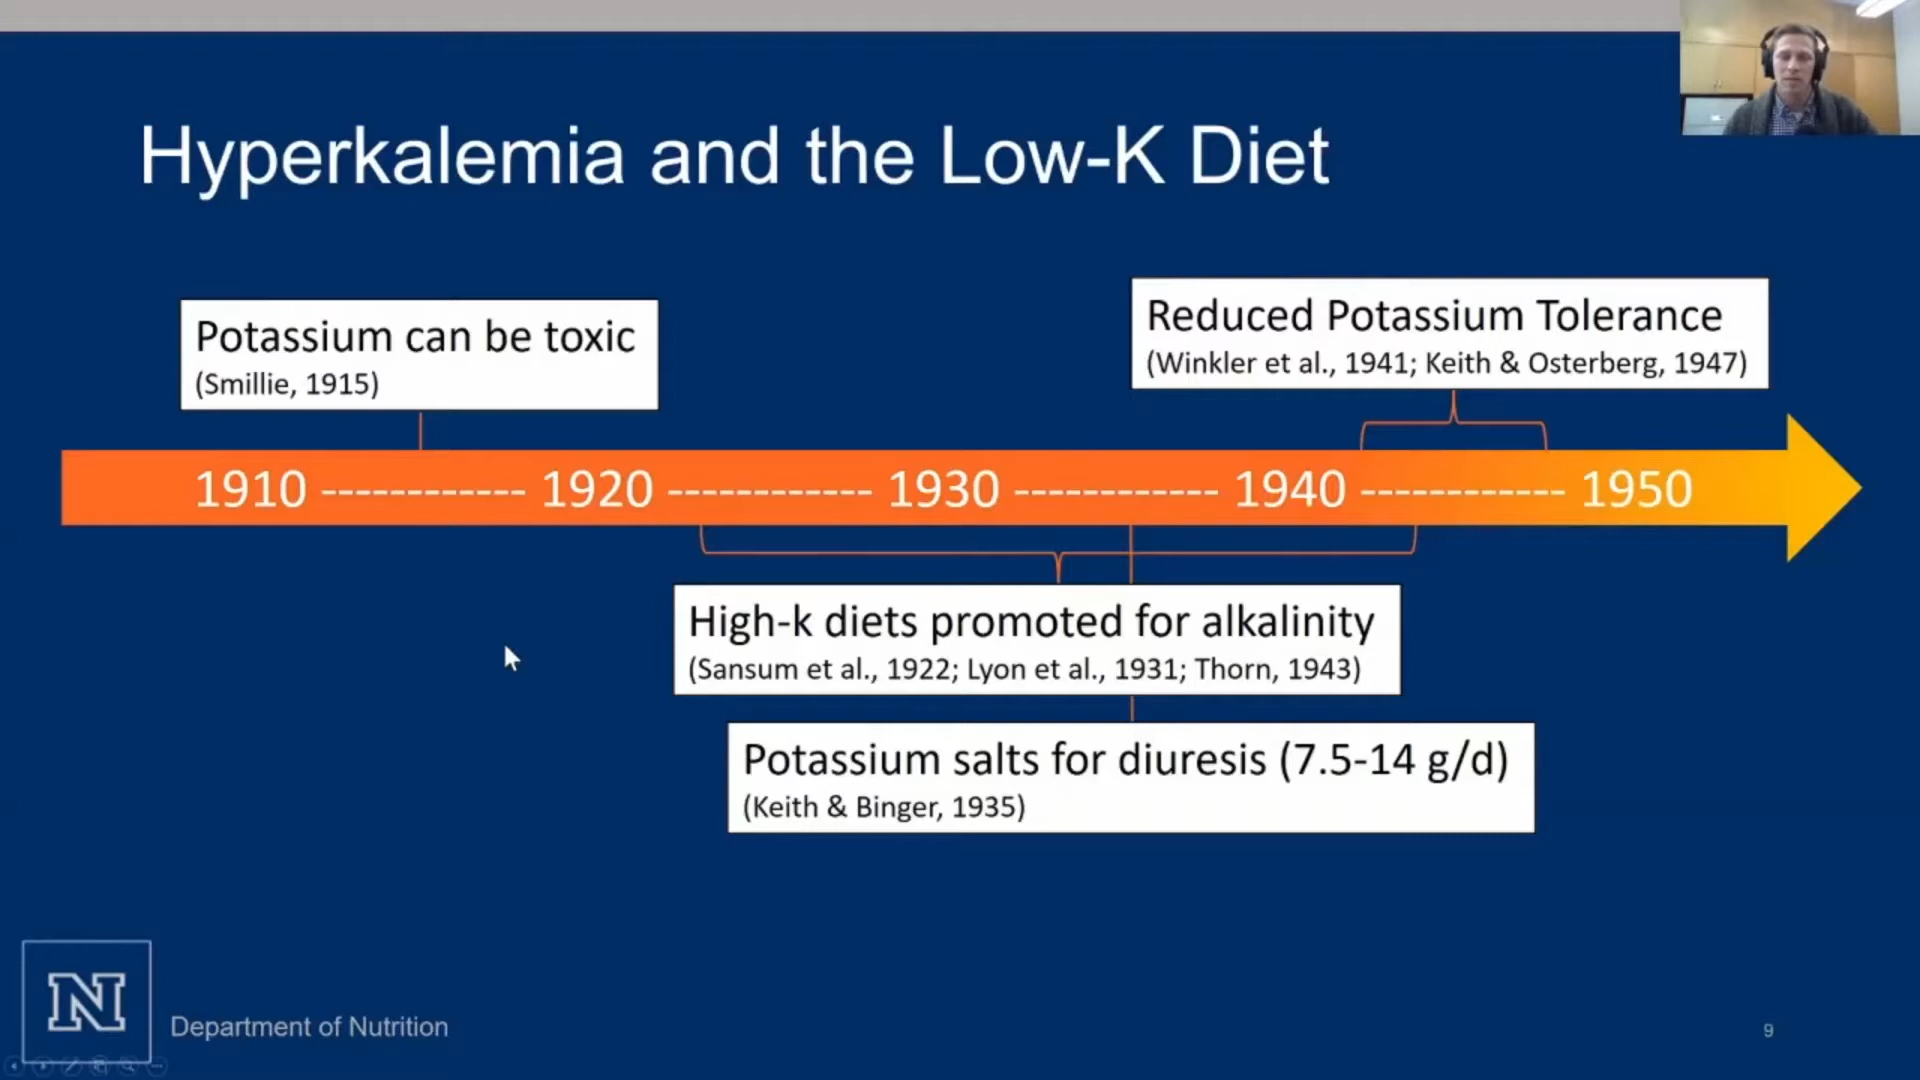 Hyperkalemia and the Low-K Diet
Potassium can be toxic
(Smillie, 1915)
Reduced Potassium Tolerance
(Winkler et al., 1941; Keith & Osterberg, 1947)
1910 ------------ 1920 ------------ 1930 ------------ 1940 ------------ 1950
High-k diets promoted for alkalinity
(Sansum et al., 1922; Lyon et al., 1931; Thorn, 1943)
Potassium salts for diuresis (7.5-14 g/d)
(Keith & Binger, 1935)
N
Department of Nutrition
9